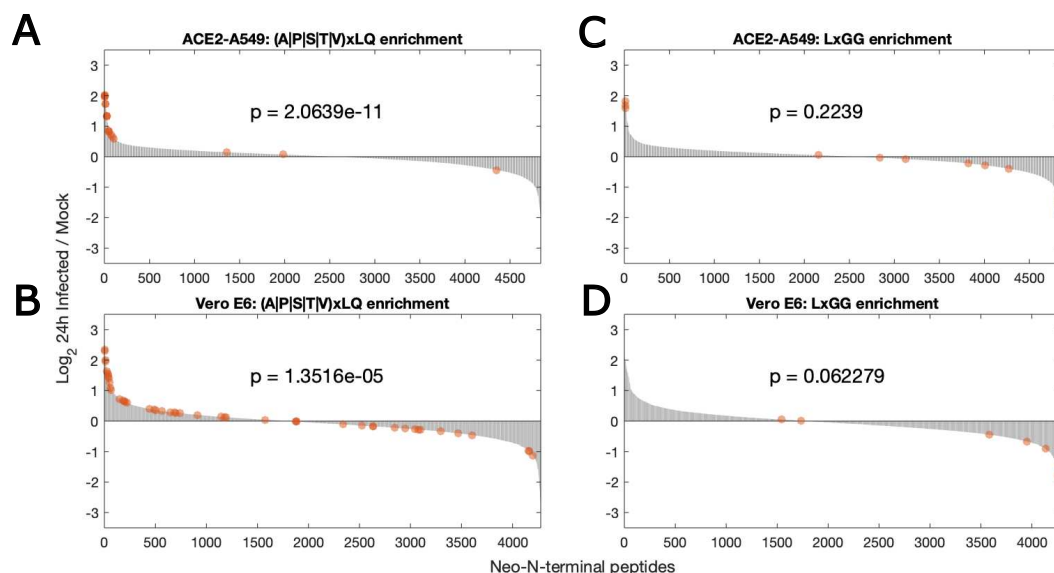 A
ACE2-A549: (A|P|S|T|V)xLQ enrichment
3
2
1
0
-1
-2
-3
p = 2.0639e-11
0 500 1000 1500 2000 2500 3000 3500 4000 4500
C
ACE2-A549: LxGG enrichment
3
2
1
0
-1
-2
-3
p = 0.2239
0 500 1000 1500 2000 2500 3000 3500 4000 4500
Log2 24h Infected / Mock
B
Vero E6: (A|P|S|T|V)xLQ enrichment
3
2
1
0
-1
-2
-3
p = 1.3516e-05
0 500 1000 1500 2000 2500 3000 3500 4000
D
Vero E6: LxGG enrichment
3
2
1
0
-1
-2
-3
p = 0.062279
0 500 1000 1500 2000 2500 3000 3500 4000
Neo-N-terminal peptides